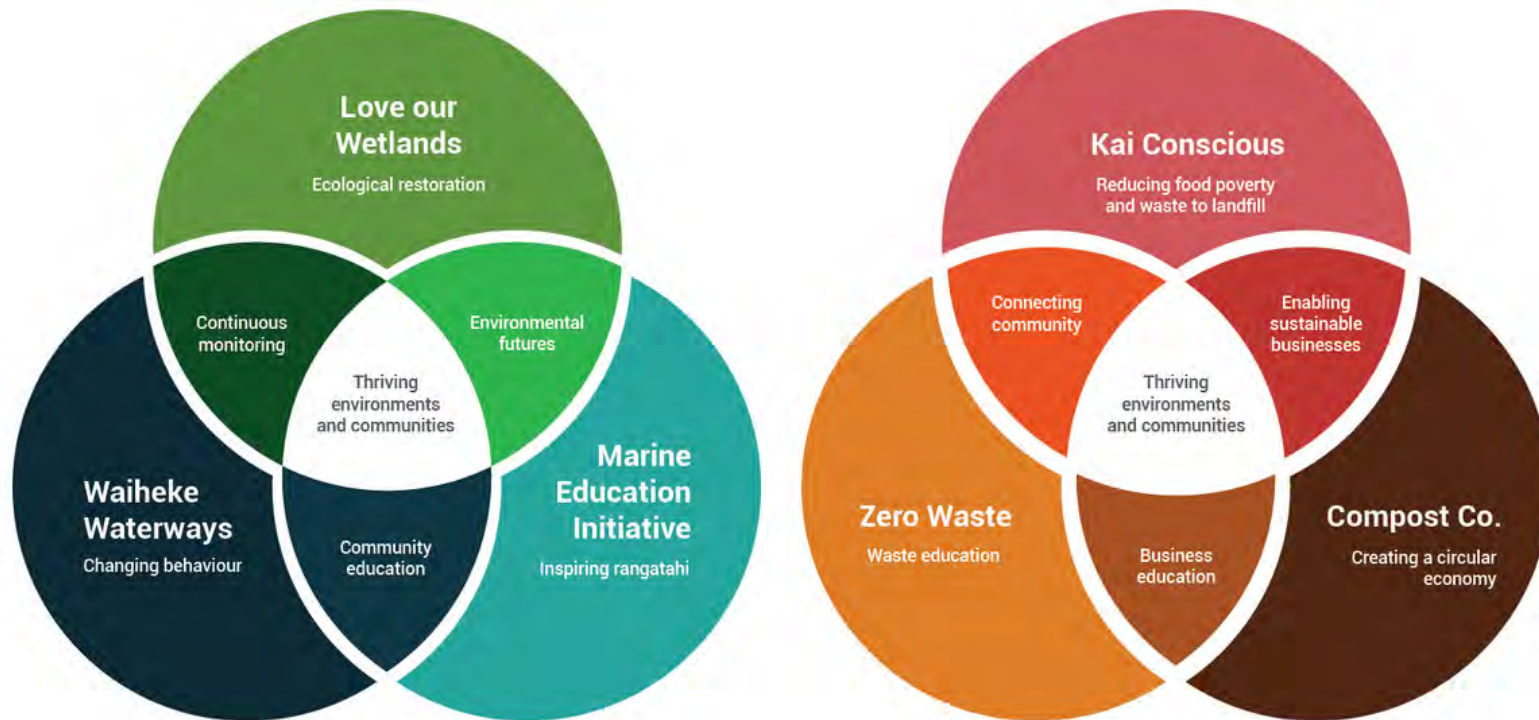 Love our
Wetlands
Ecological restoration
Continuous
monitoring
Environmental
futures
Thriving
environments
and communities
Waiheke
Waterways
Changing behaviour
Marine
Education
Initiative
Inspiring rangatahi
Community
education
Kai Conscious
Reducing food poverty
and waste to landfill
Connecting
community
Enabling
sustainable
businesses
Thriving
environments
and communities
Zero Waste
Waste education
Compost Co.
Creating a circular
economy
Business
education